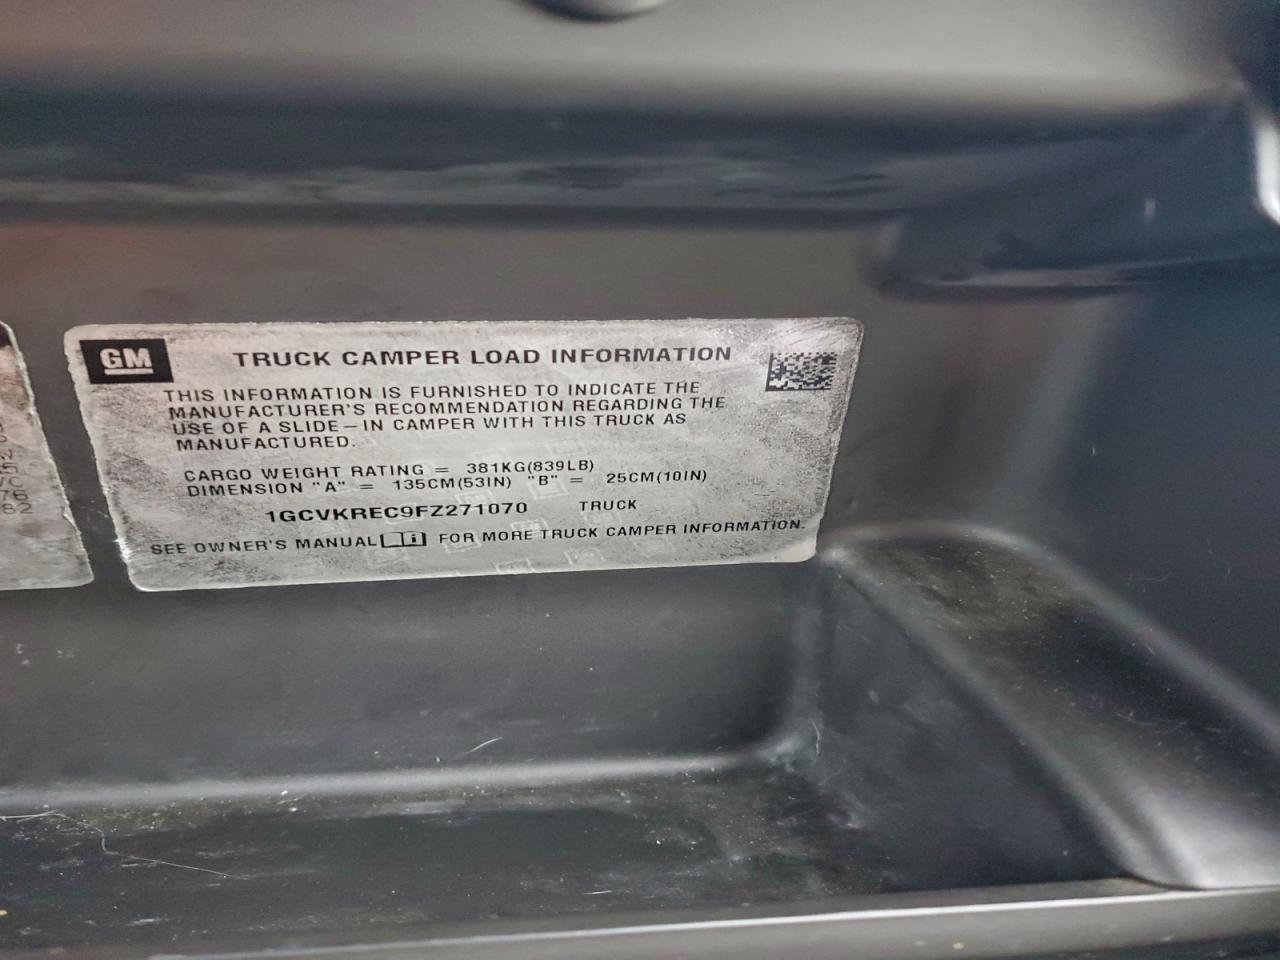 GM
TRUCK CAMPER LOAD INFORMATION
THIS INFORMATION IS FURNISHED TO INDICATE THE
MANUFACTURER'S RECOMMENDATION REGARDING THE
USE OF A SLIDE–IN CAMPER WITH THIS TRUCK AS
MANUFACTURED.
CARGO WEIGHT RATING = 381KG(839LB)
DIMENSION "A" = 135CM(53IN) "B" = 25CM(10IN)
1GCVKREC9FZ271070 TRUCK
SEE OWNER'S MANUAL i FOR MORE TRUCK CAMPER INFORMATION.
76
82